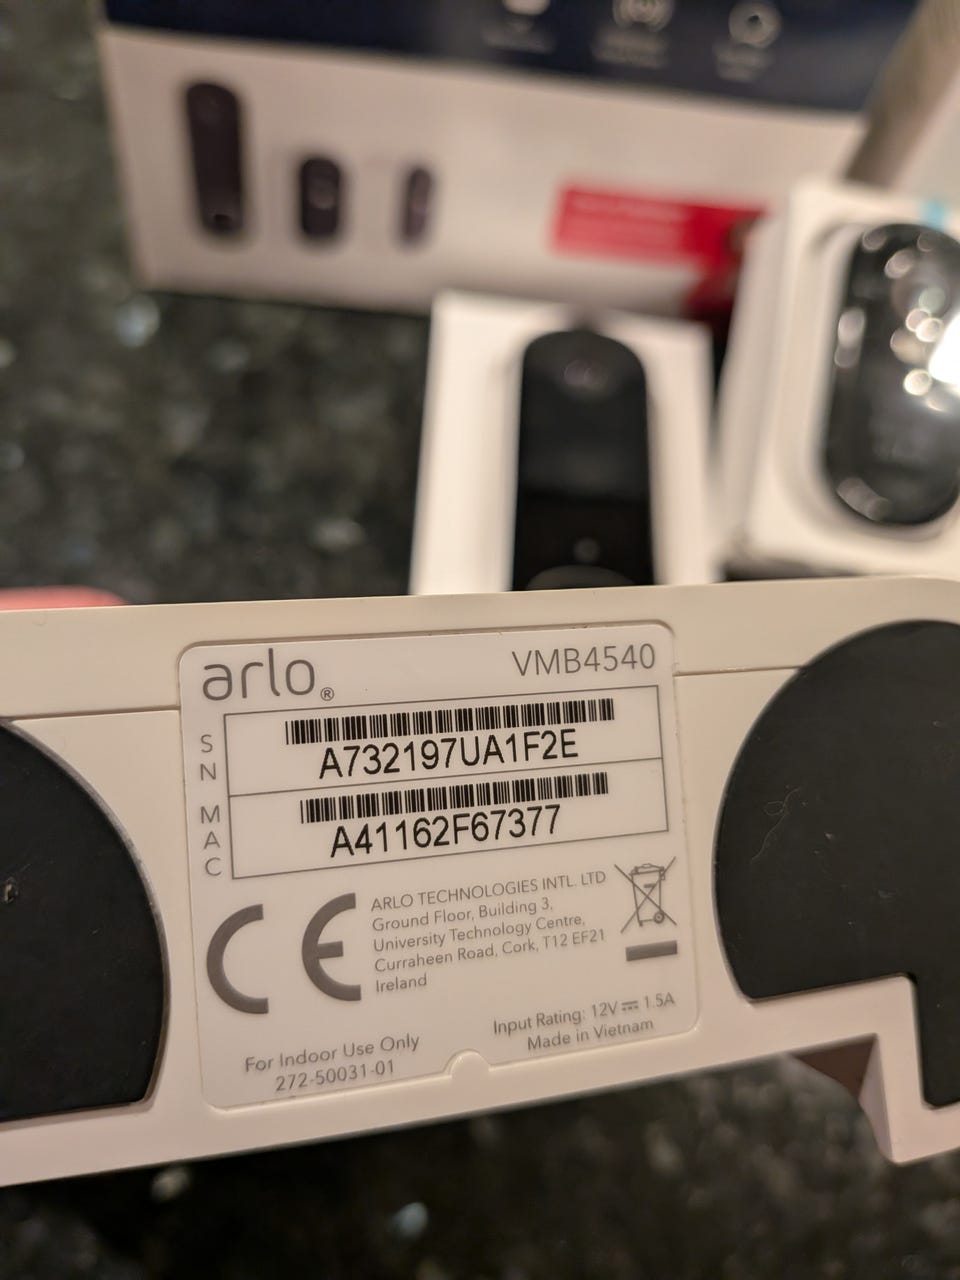 arlo®
VMB4540
SN
A732197UA1F2E
MAC
A41162F67377
CE
ARLO TECHNOLOGIES INTL. LTD
Ground Floor, Building 3,
University Technology Centre,
Curraheen Road, Cork, T12 EF21
Ireland
Input Rating: 12V⎓1.5A
Made in Vietnam
For Indoor Use Only
272-50031-01